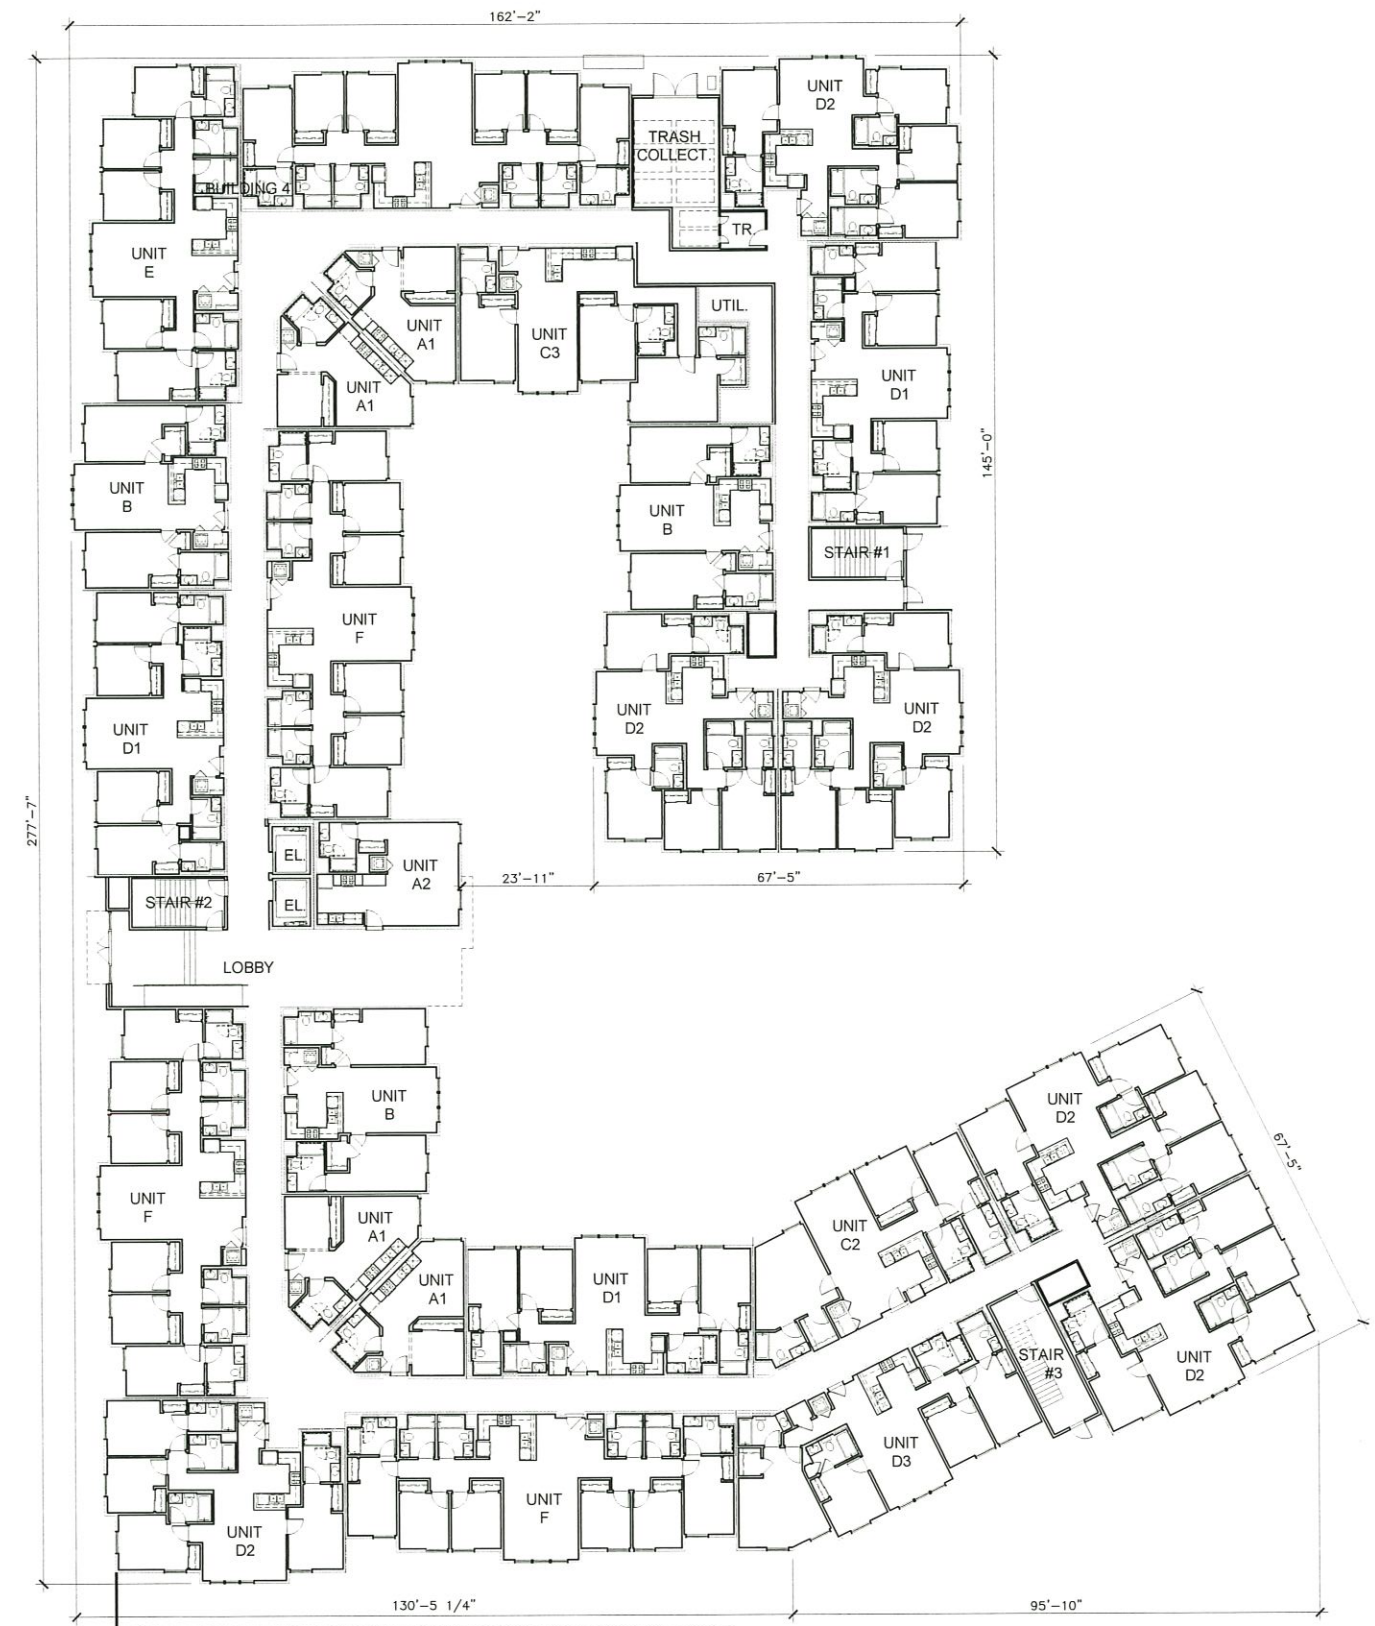 162'-2"
UNIT
D2
TRASH
COLLECT.
BUILDING 4
TR.
UNIT
E
UTIL.
UNIT
A1
UNIT
C3
UNIT
A1
UNIT
D1
145'-0"
UNIT
B
UNIT
B
STAIR #1
UNIT
F
UNIT
D2
UNIT
D2
UNIT
D1
277'-7"
EL.
UNIT
A2
23'-11"
67'-5"
STAIR #2
EL.
LOBBY
UNIT
B
UNIT
D2
67'-5"
UNIT
F
UNIT
A1
UNIT
C2
UNIT
A1
UNIT
D1
STAIR
#3
UNIT
D2
UNIT
D3
UNIT
F
UNIT
D2
130'-5 1/4"
95'-10"